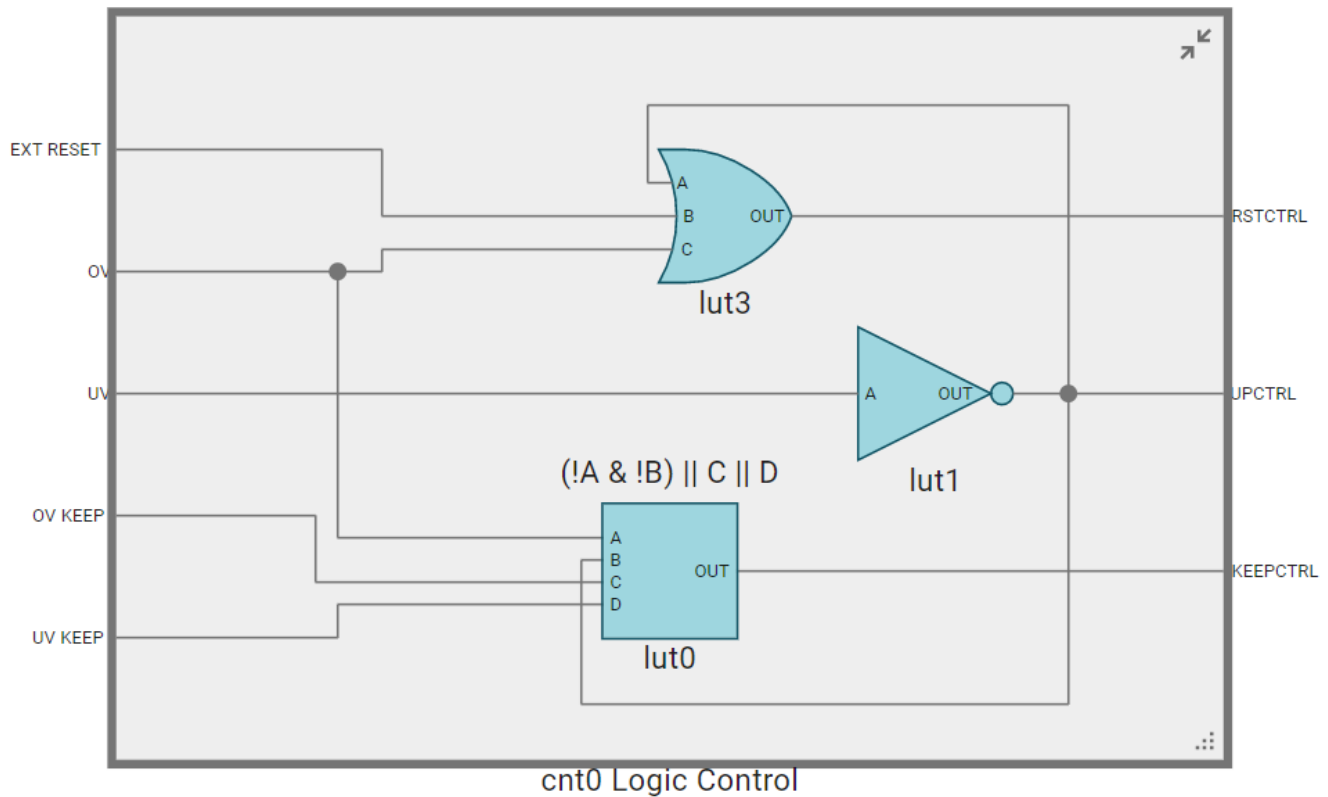 EXT RESET
A
B
OUT
RSTCTRL
C
OV
lut3
UV
A
OUT
UPCTRL
(!A & !B) || C || D
lut1
OV KEEP
A
B
C
OUT
KEEPCTRL
D
UV KEEP
lut0
cnt0 Logic Control